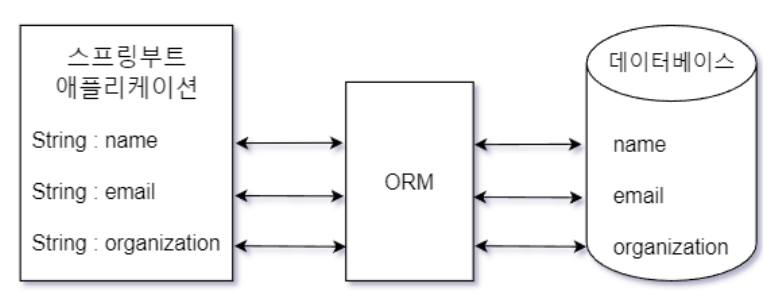 스프링부트
애플리케이션
String : name
String : email
String : organization
ORM
데이터베이스
name
email
organization